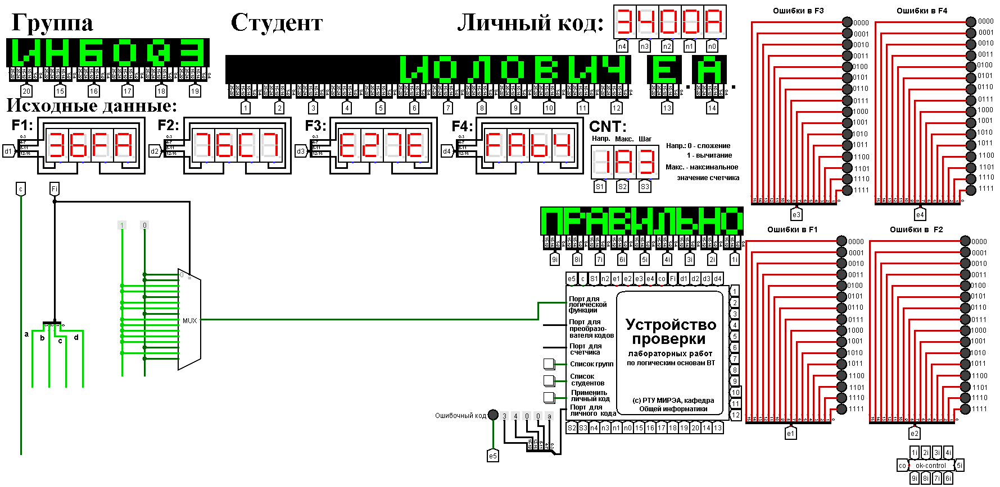 Группа
Студент
Личный код:
3400A
n4 n3 n2 n1 n0
ИНБОФЗ
ИОЛОВИЧ Е.А.
20 15 16 17 18 19
1 2 3 4 5 6 7 8 9 10 11 12 13 14
Исходные данные:
F1: 36FA
F2: 76C1
F3: E27E
F4: FAb4
CNT:
d1 d2 d3 d4
0-3
4-7
8-11
12-15
Напр. Макс. Шаг
1A3
S1 S2 S3
Напр.: 0 - сложение
1 - вычитание
Макс. - максимальное
значение счетчика
c Fi
1 0
0
MUX
a b c d
ПРАВИЛЬНО
9i 8i 7i 6i 5i 4i 3i 2i 1i
e5 c S1 n2 e1 e2 e3 e4 co Fi d1 d2 d3 d4
Порт для
логической
функции
Порт для
преобразо-
вателя кодов
Порт для
счетчика
Список групп
Список
студентов
Применить
личный код
Порт для
личного кода
Устройство
проверки
лабораторных работ
по логическим основам ВТ
(c) РТУ МИРЭА, кафедра
Общей информатики
1
2
3
4
5
6
7
8
9
10
11
12
S2 S3 n4 n3 n1 n0 15 16 17 18 19 20 14 13
Ошибочный код
3 4 0 0 a
e5
Ошибки в F3
0000
0001
0010
0011
0100
0101
0110
0111
1000
1001
1010
1011
1100
1101
1110
1111
e3
Ошибки в F4
0000
0001
0010
0011
0100
0101
0110
0111
1000
1001
1010
1011
1100
1101
1110
1111
e4
Ошибки в F1
0000
0001
0010
0011
0100
0101
0110
0111
1000
1001
1010
1011
1100
1101
1110
1111
e1
Ошибки в F2
0000
0001
0010
0011
0100
0101
0110
0111
1000
1001
1010
1011
1100
1101
1110
1111
e2
1i 2i 3i 4i
co ok-control 5i
9i 8i 7i 6i